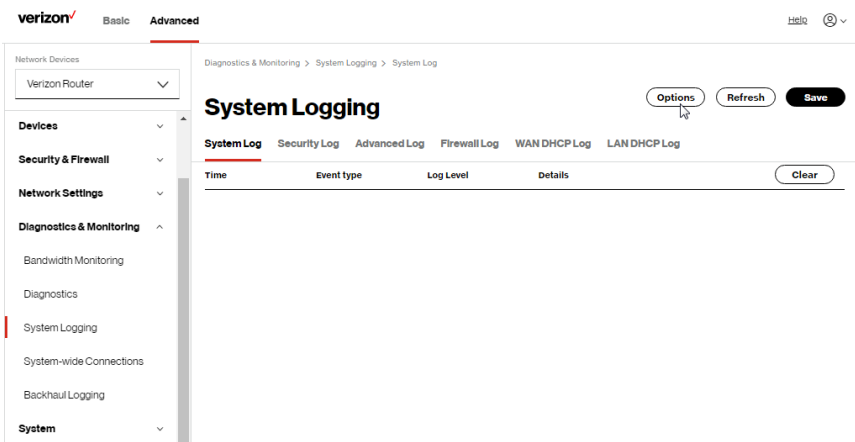 verizon✓ Basic Advanced Help
Network Devices
Verizon Router
Devices
Security & Firewall
Network Settings
Diagnostics & Monitoring
Bandwidth Monitoring
Diagnostics
System Logging
System-wide Connections
Backhaul Logging
System
Diagnostics & Monitoring > System Logging > System Log
System Logging
Options Refresh Save
System Log Security Log Advanced Log Firewall Log WAN DHCP Log LAN DHCP Log
Time Event type Log Level Details Clear